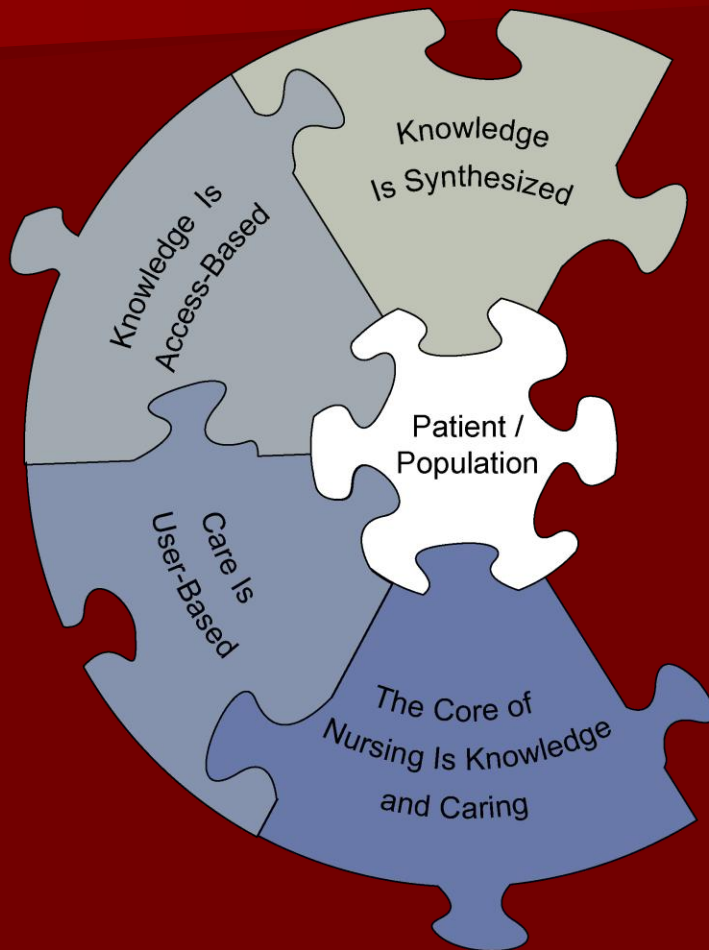 Knowledge
Is Synthesized
Knowledge Is
Access-Based
Patient /
Population
Care Is
User-Based
The Core of
Nursing Is Knowledge
and Caring